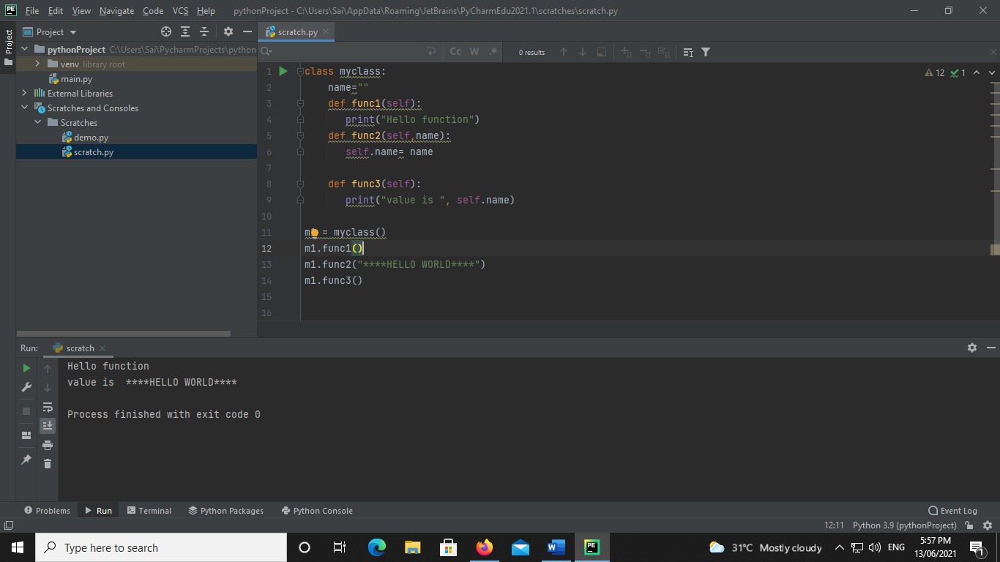 PE File Edit View Navigate Code VCS Help pythonProject - C:\Users\Sai\AppData\Roaming\JetBrains\PyCharmEdu2021.1\scratches\scratch.py
Project
Project
scratch.py
pythonProject C:\Users\Sai\PycharmProjects\python
Cc W .* 0 results
venv library root
main.py
External Libraries
Scratches and Consoles
Scratches
demo.py
scratch.py
12 1
1 class myclass:
2 name=""
3 def func1(self):
4 print("Hello function")
5 def func2(self,name):
6 self.name= name
7
8 def func3(self):
9 print("value is ", self.name)
10
11 m = myclass()
12 m1.func1()
13 m1.func2("****HELLO WORLD****")
14 m1.func3()
15
16
Run: scratch
Hello function
value is  ****HELLO WORLD****
Process finished with exit code 0
Problems Run Terminal Python Packages Python Console Event Log
12:11 Python 3.9 (pythonProject)
Type here to search
31°C Mostly cloudy ENG 5:57 PM
13/06/2021 1